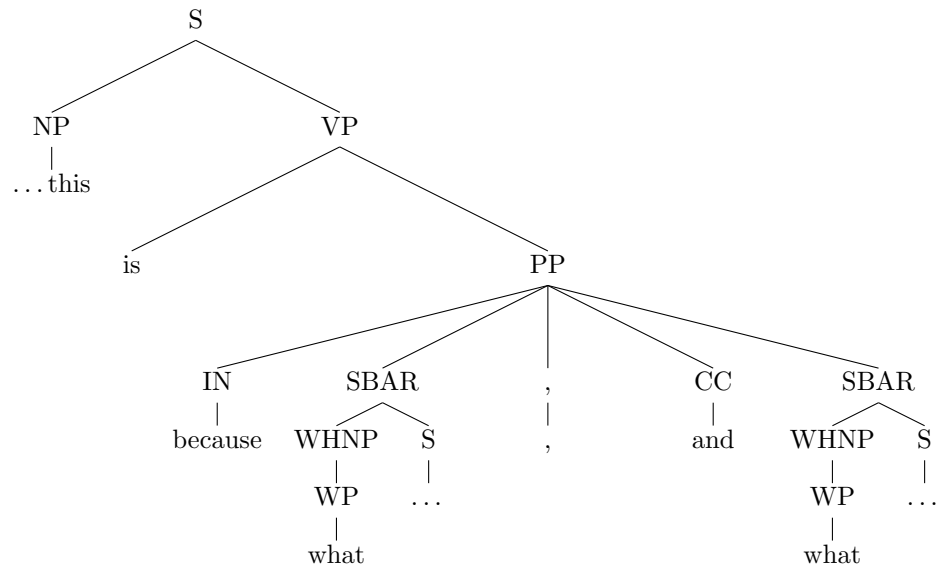 S
NP VP
…this
is PP
IN SBAR , CC SBAR
because WHNP S , and WHNP S
WP … WP …
what what